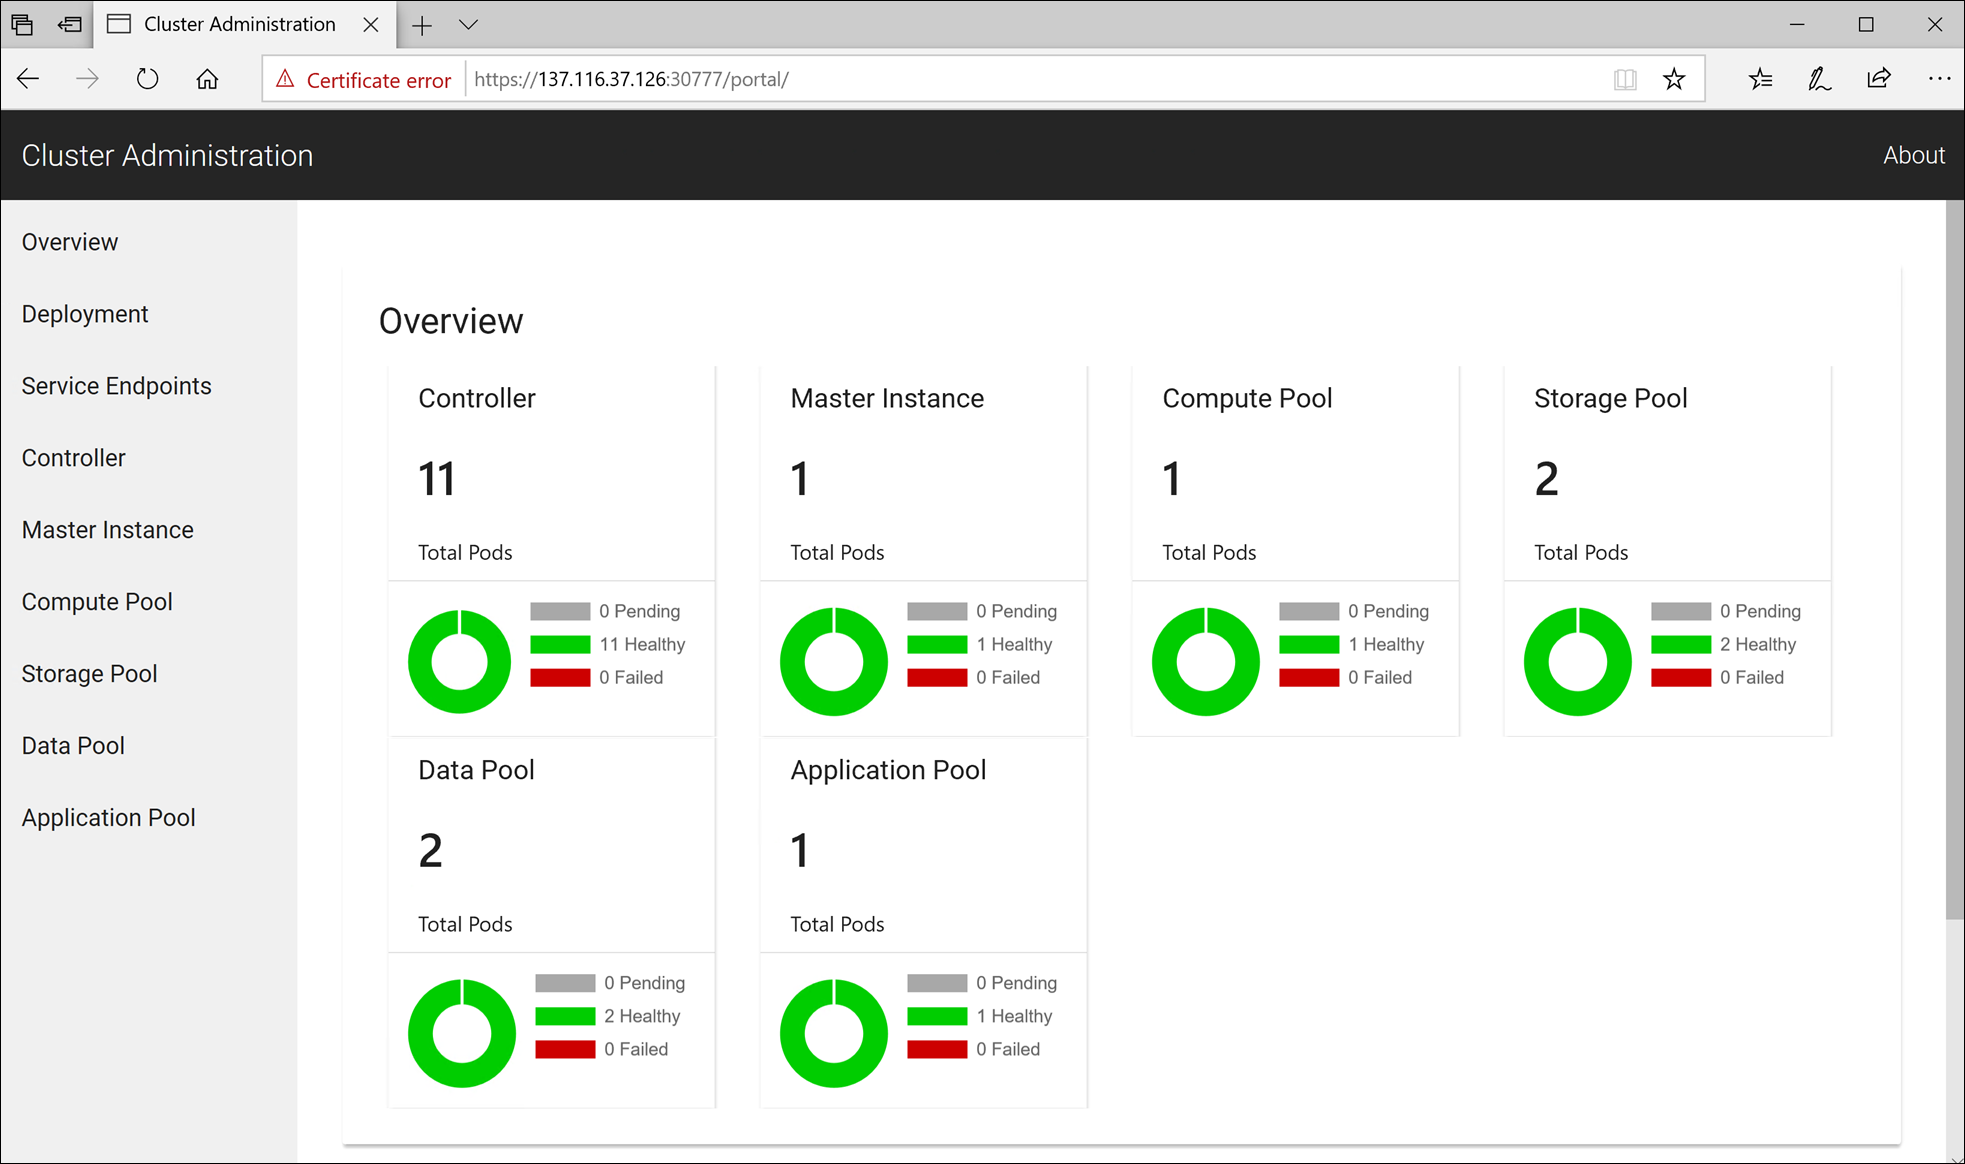 Cluster Administration
Certificate error
https://137.116.37.126:30777/portal/
Cluster Administration
About
Overview
Deployment
Service Endpoints
Controller
Master Instance
Compute Pool
Storage Pool
Data Pool
Application Pool
Overview
Controller
11
Total Pods
0 Pending
11 Healthy
0 Failed
Master Instance
1
Total Pods
0 Pending
1 Healthy
0 Failed
Compute Pool
1
Total Pods
0 Pending
1 Healthy
0 Failed
Storage Pool
2
Total Pods
0 Pending
2 Healthy
0 Failed
Data Pool
2
Total Pods
0 Pending
2 Healthy
0 Failed
Application Pool
1
Total Pods
0 Pending
1 Healthy
0 Failed